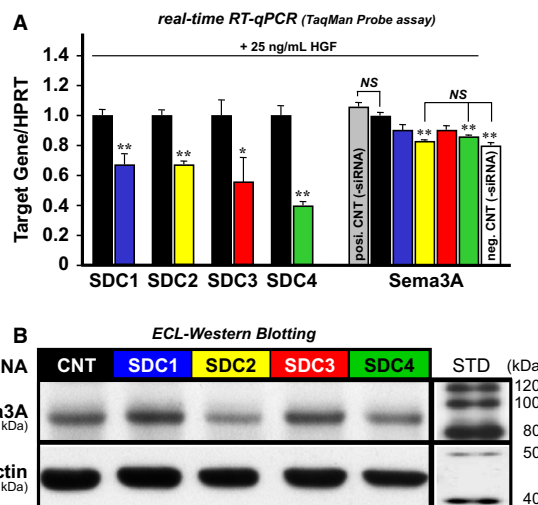 A
real-time RT-qPCR (TaqMan Probe assay)
+ 25 ng/mL HGF
Target Gene/HPRT
1.4
1.2
1.0
0.8
0.6
0.4
0.2
0
** ** * **
NS
NS
** ** **
posi. CNT (-siRNA)
neg. CNT (-siRNA)
SDC1 SDC2 SDC3 SDC4 Sema3A
B
ECL-Western Blotting
NA CNT SDC1 SDC2 SDC3 SDC4 STD (kDa)
a3A
kDa)
120
100
80
ctin
kDa)
50
40